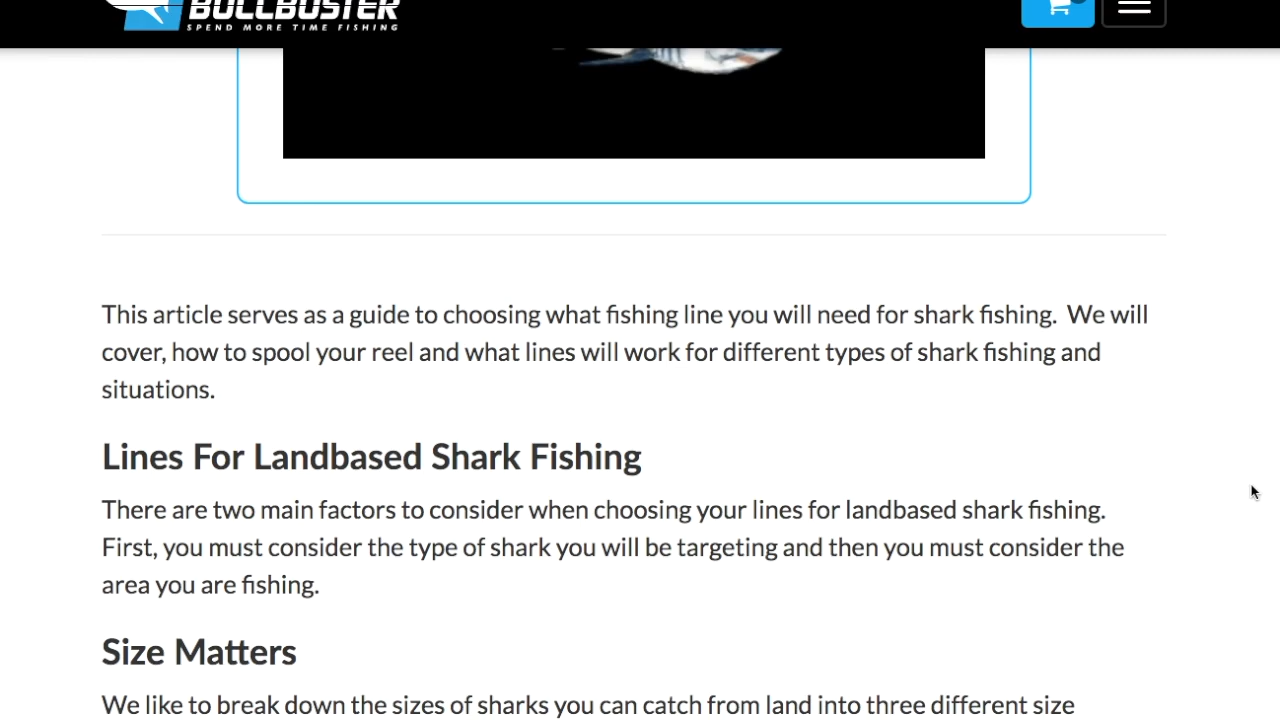 BULLBUSTER
SPEND MORE TIME FISHING
This article serves as a guide to choosing what fishing line you will need for shark fishing.  We will
cover, how to spool your reel and what lines will work for different types of shark fishing and
situations.
Lines For Landbased Shark Fishing
There are two main factors to consider when choosing your lines for landbased shark fishing.
First, you must consider the type of shark you will be targeting and then you must consider the
area you are fishing.
Size Matters
We like to break down the sizes of sharks you can catch from land into three different size